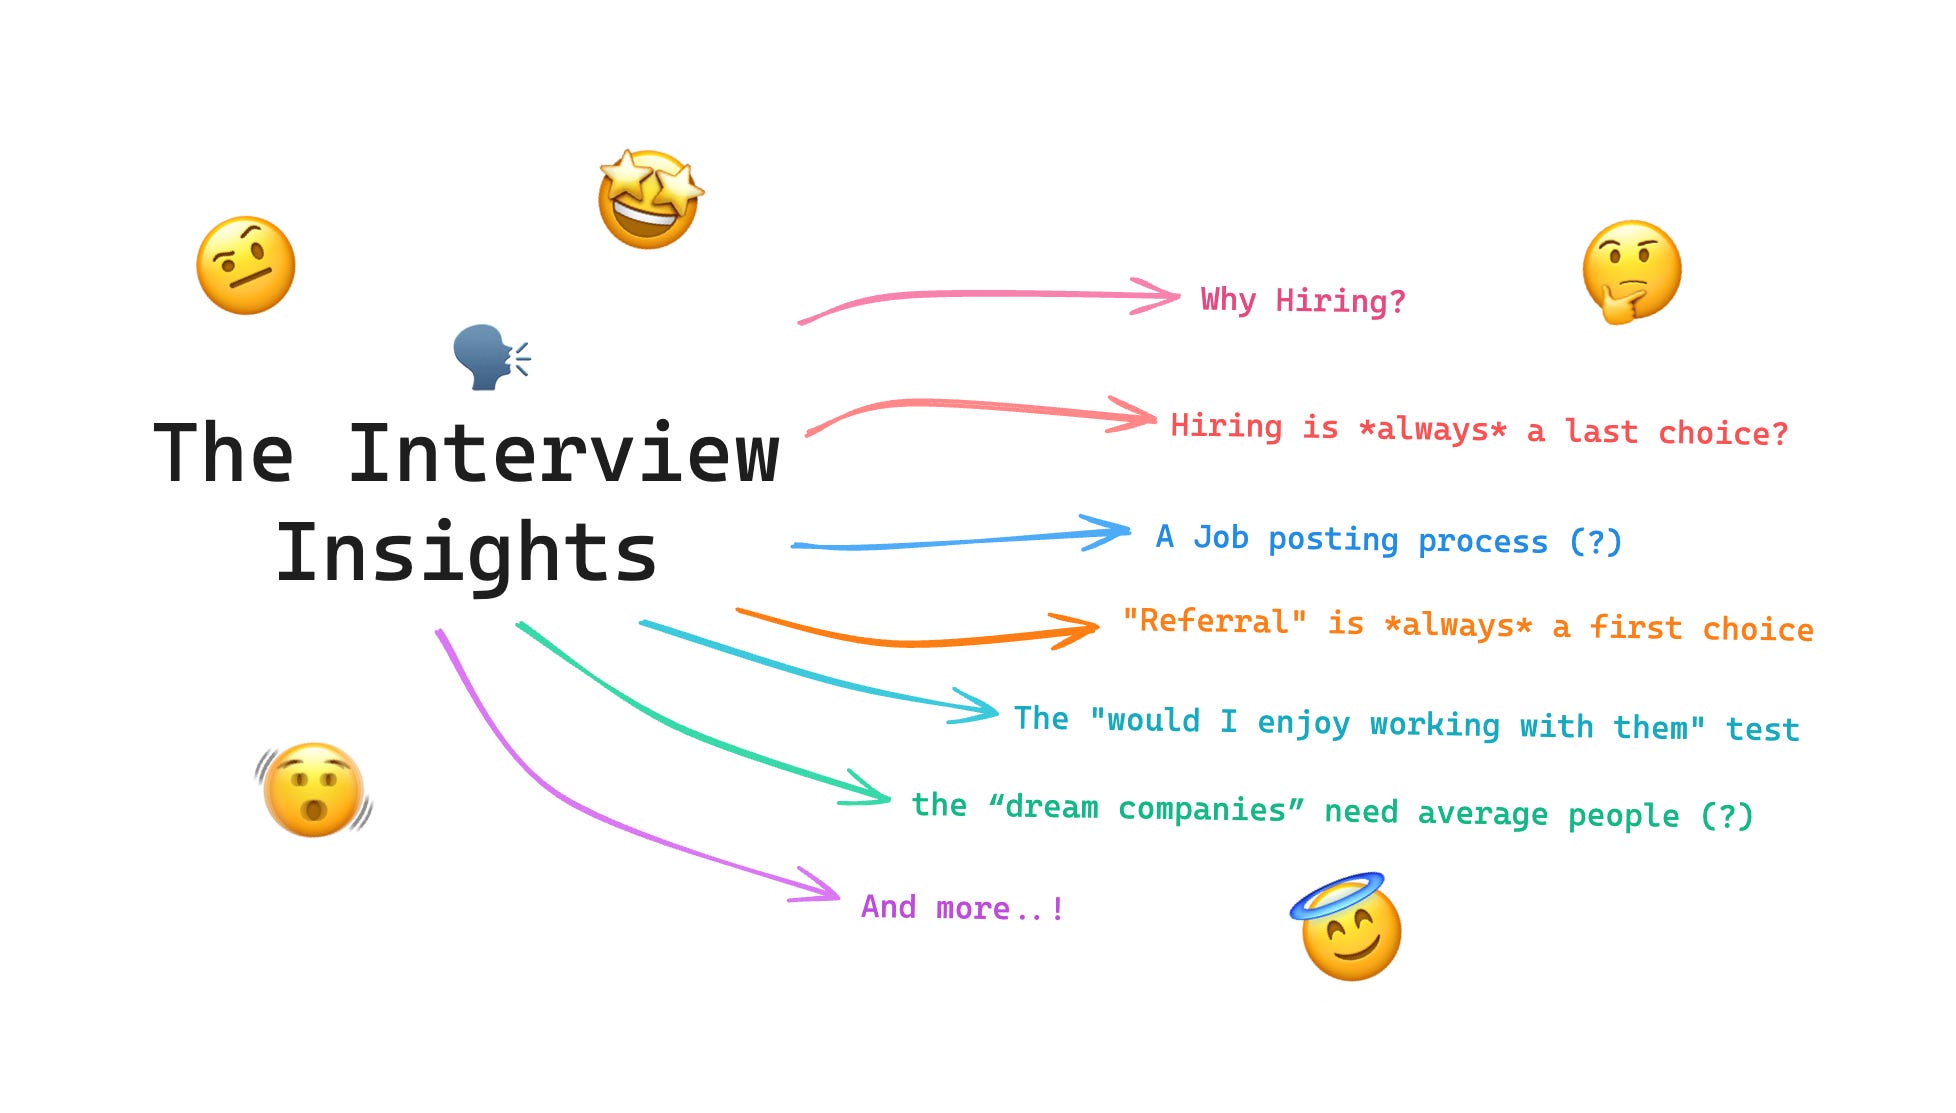 The Interview
Insights
Why Hiring?
Hiring is *always* a last choice?
A Job posting process (?)
"Referral" is *always* a first choice
The "would I enjoy working with them" test
the “dream companies” need average people (?)
And more..!